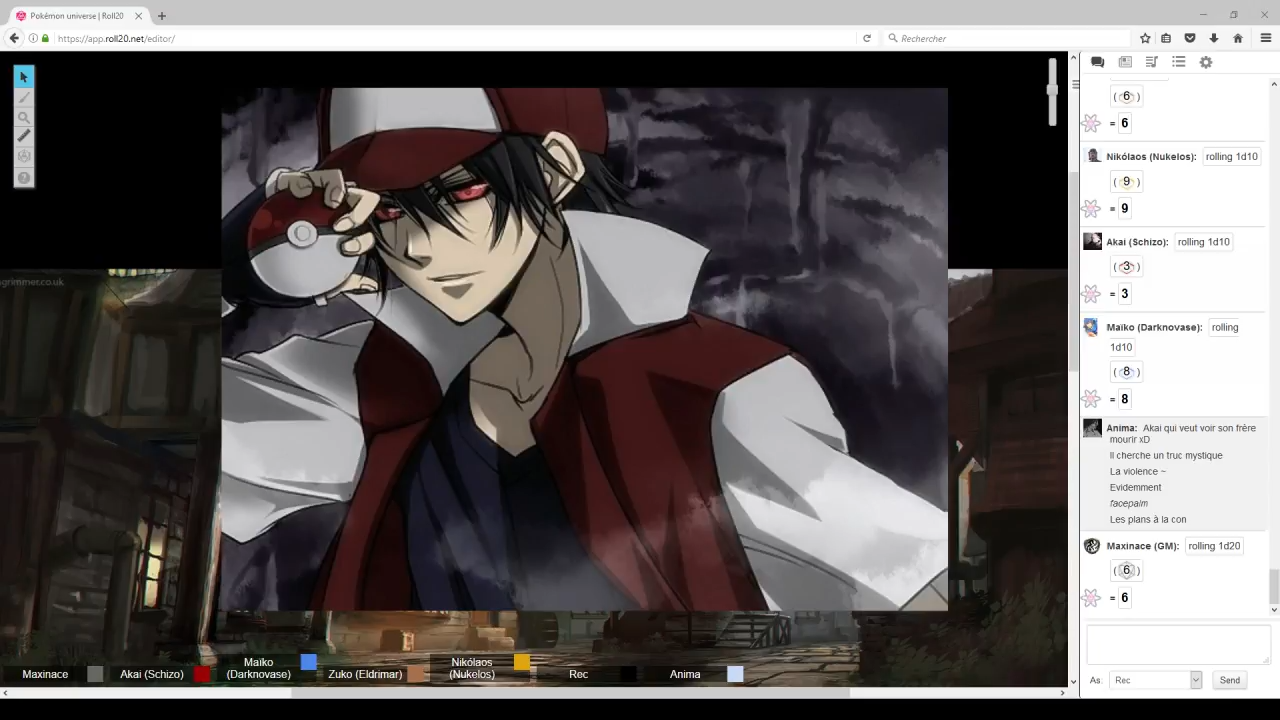 Pokémon universe | Roll20
https://app.roll20.net/editor/
Rechercher
grimmer.co.uk
( 6 )
= 6
Nikólaos (Nukelos): rolling 1d10
( 9 )
= 9
Akai (Schizo): rolling 1d10
( 3 )
= 3
Maïko (Darknovase): rolling
1d10
( 8 )
= 8
Anima: Akai qui veut voir son frère
mourir xD
Il cherche un truc mystique
La violence ~
Evidemment
facepalm
Les plans à la con
Maxinace (GM): rolling 1d20
( 6 )
= 6
As: Rec Send
Maxinace
Akai (Schizo)
Maïko
(Darknovase)
Zuko (Eldrimar)
Nikólaos
(Nukelos)
Rec
Anima